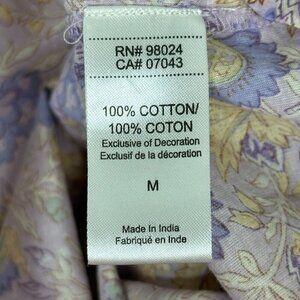 RN# 98024
CA# 07043
100% COTTON/
100% COTON
Exclusive of Decoration
Exclusif de la décoration
M
Made In India
Fabriqué en Inde